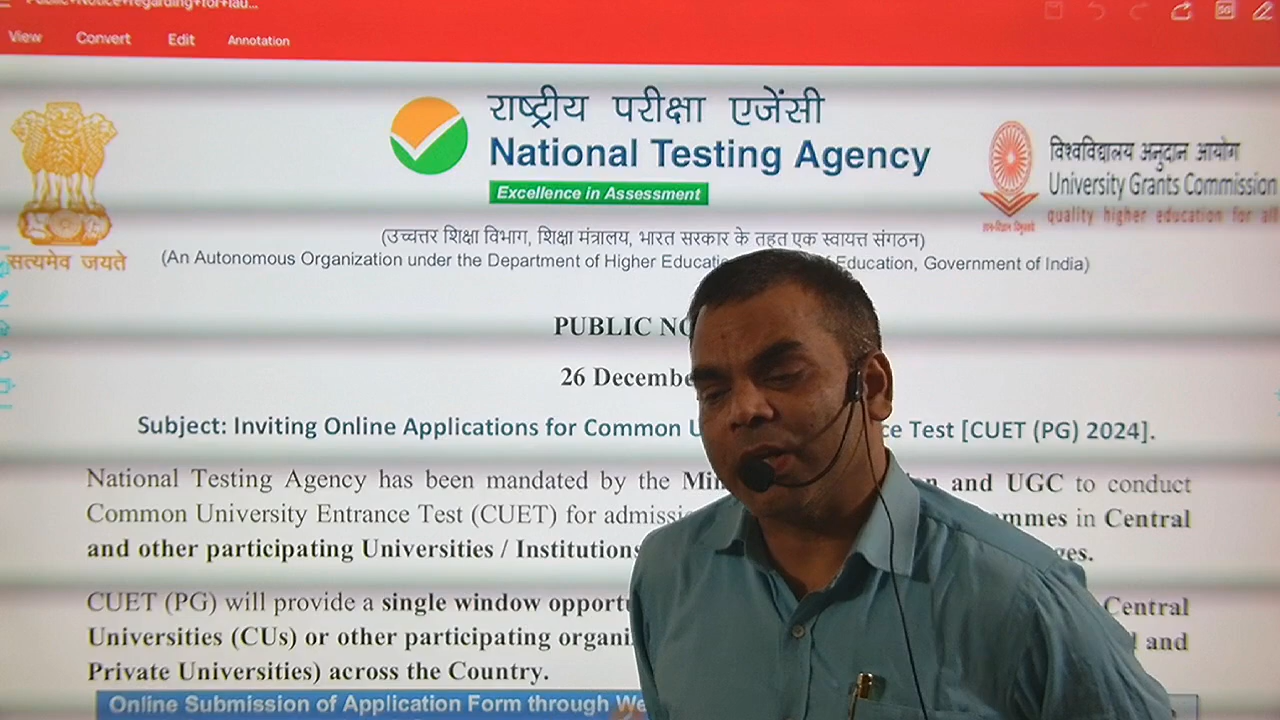 View Convert Edit Annotation
राष्ट्रीय परीक्षा एजेंसी
National Testing Agency
Excellence in Assessment
विश्वविद्यालय अनुदान आयोग
University Grants Commission
quality higher education for all
सत्यमेव जयते
(उच्चत्तर शिक्षा विभाग, शिक्षा मंत्रालय, भारत सरकार के तहत एक स्वायत्त संगठन)
(An Autonomous Organization under the Department of Higher Educatio Education, Government of India)
PUBLIC NO
26 Decembe
Subject: Inviting Online Applications for Common U ce Test [CUET (PG) 2024].
National Testing Agency has been mandated by the Min n and UGC to conduct
Common University Entrance Test (CUET) for admissi mmes in Central
and other participating Universities / Institutions ges.
CUET (PG) will provide a single window opportu Central
Universities (CUs) or other participating organi and
Private Universities) across the Country.
Online Submission of Application Form through We